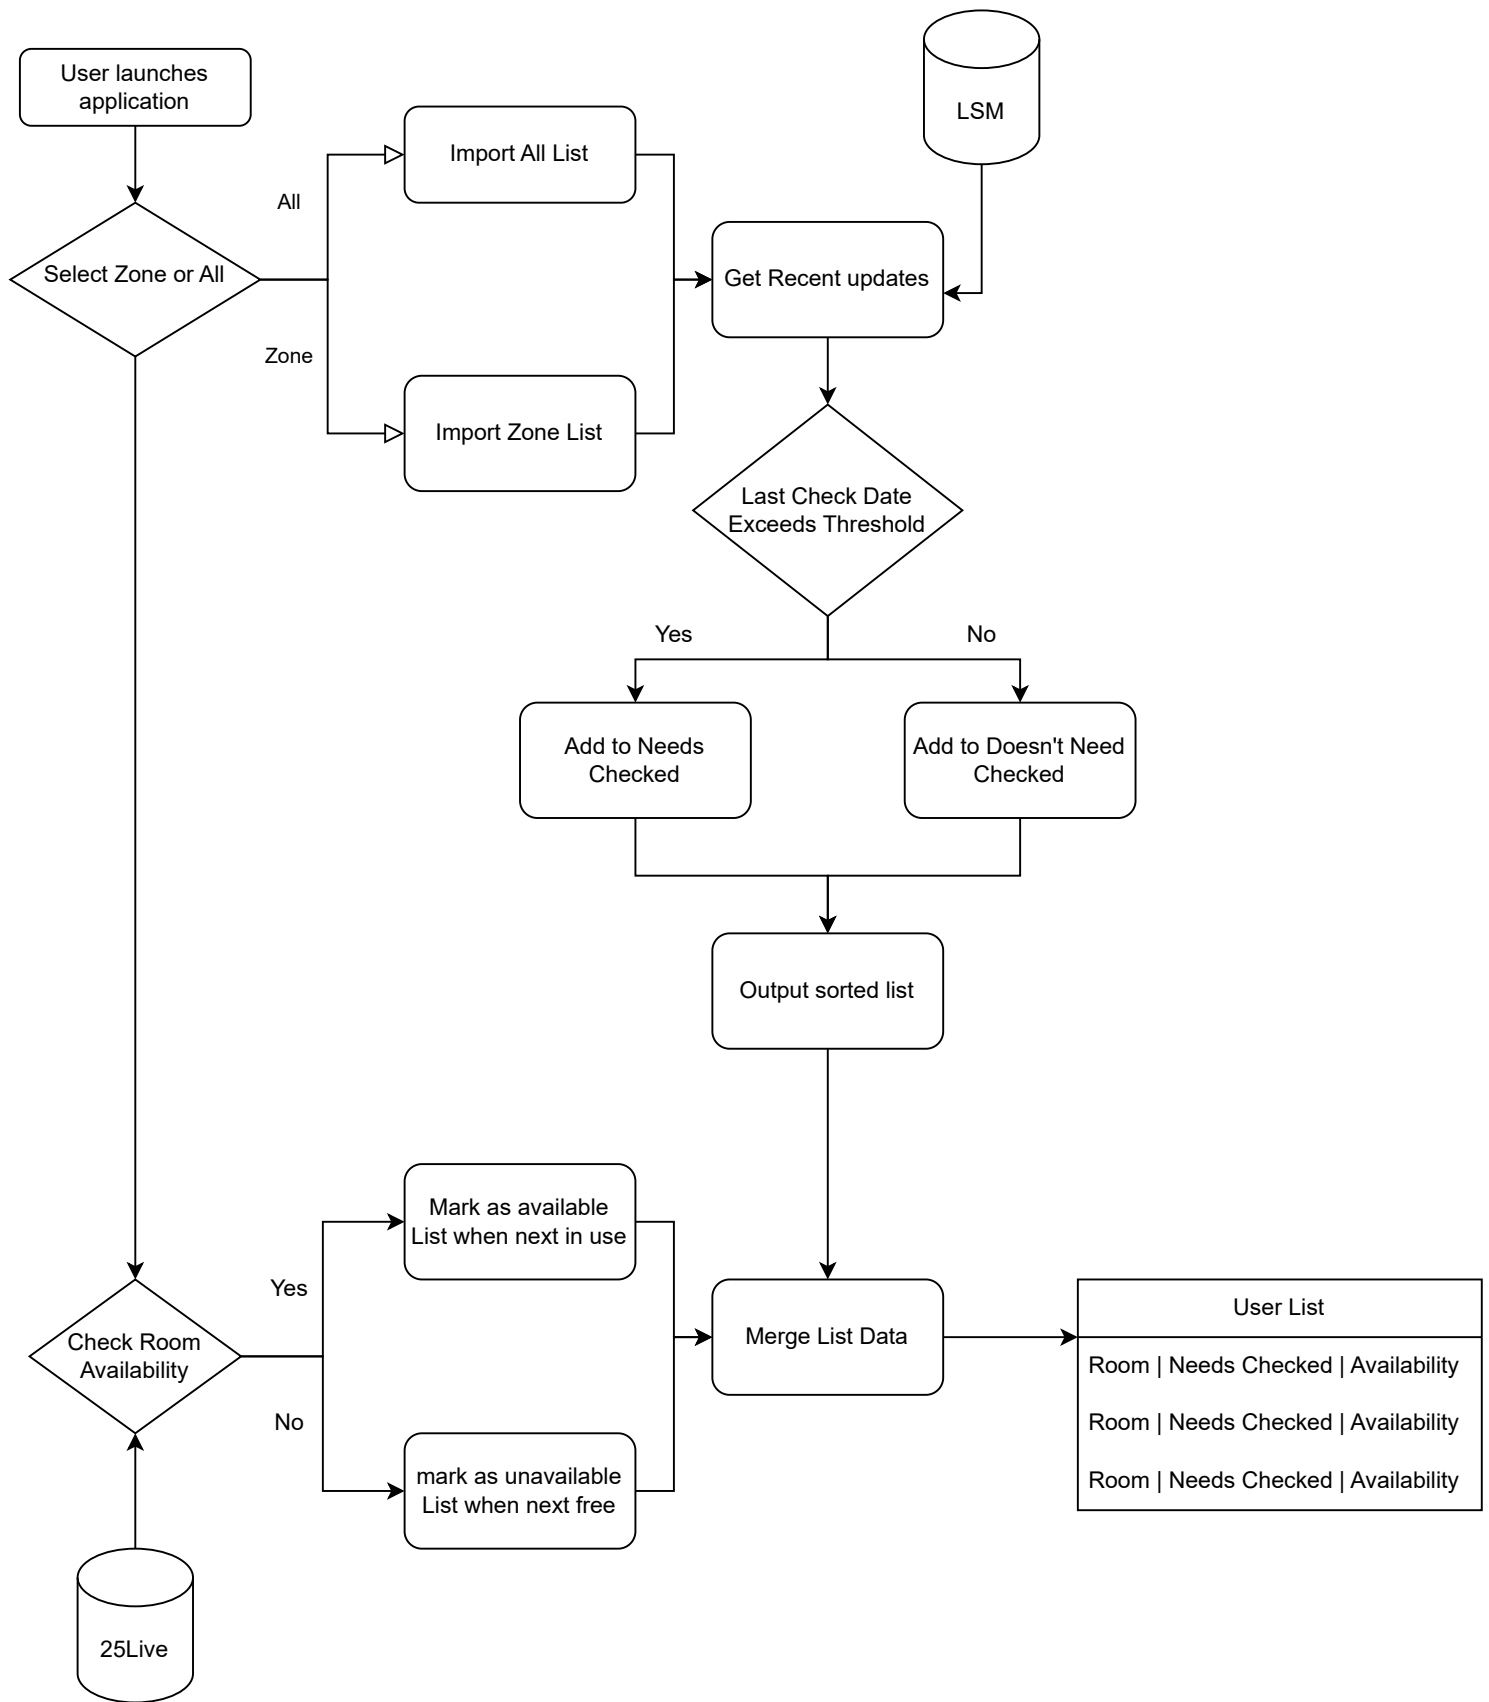 User launches
application
LSM
Import All List
All
Select Zone or All
Get Recent updates
Zone
Import Zone List
Last Check Date
Exceeds Threshold
Yes
No
Add to Needs
Checked
Add to Doesn't Need
Checked
Output sorted list
Mark as available
List when next in use
Yes
Check Room
Availability
Merge List Data
User List
Room | Needs Checked | Availability
Room | Needs Checked | Availability
Room | Needs Checked | Availability
No
mark as unavailable
List when next free
25Live